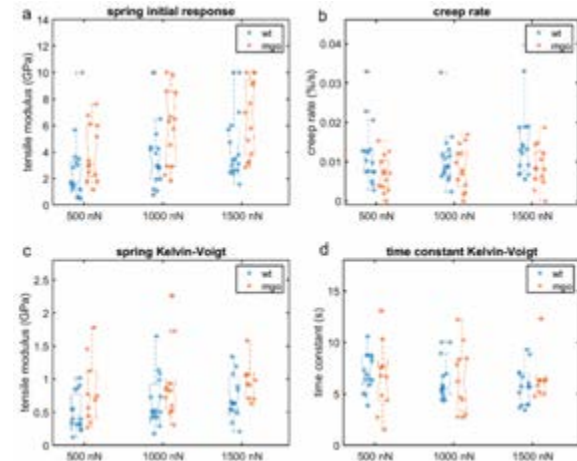 a
spring initial response
wt
mgo
14
12
10
8
6
4
2
0
tensile modulus (GPa)
500 nN
1000 nN
1500 nN
b
creep rate
wt
mgo
0.04
0.03
0.02
0.01
0
creep rate (%/s)
500 nN
1000 nN
1500 nN
c
spring Kelvin-Voigt
wt
mgo
2.5
2
1.5
1
0.5
0
tensile modulus (GPa)
500 nN
1000 nN
1500 nN
d
time constant Kelvin-Voigt
wt
mgo
15
10
5
0
time constant (s)
500 nN
1000 nN
1500 nN